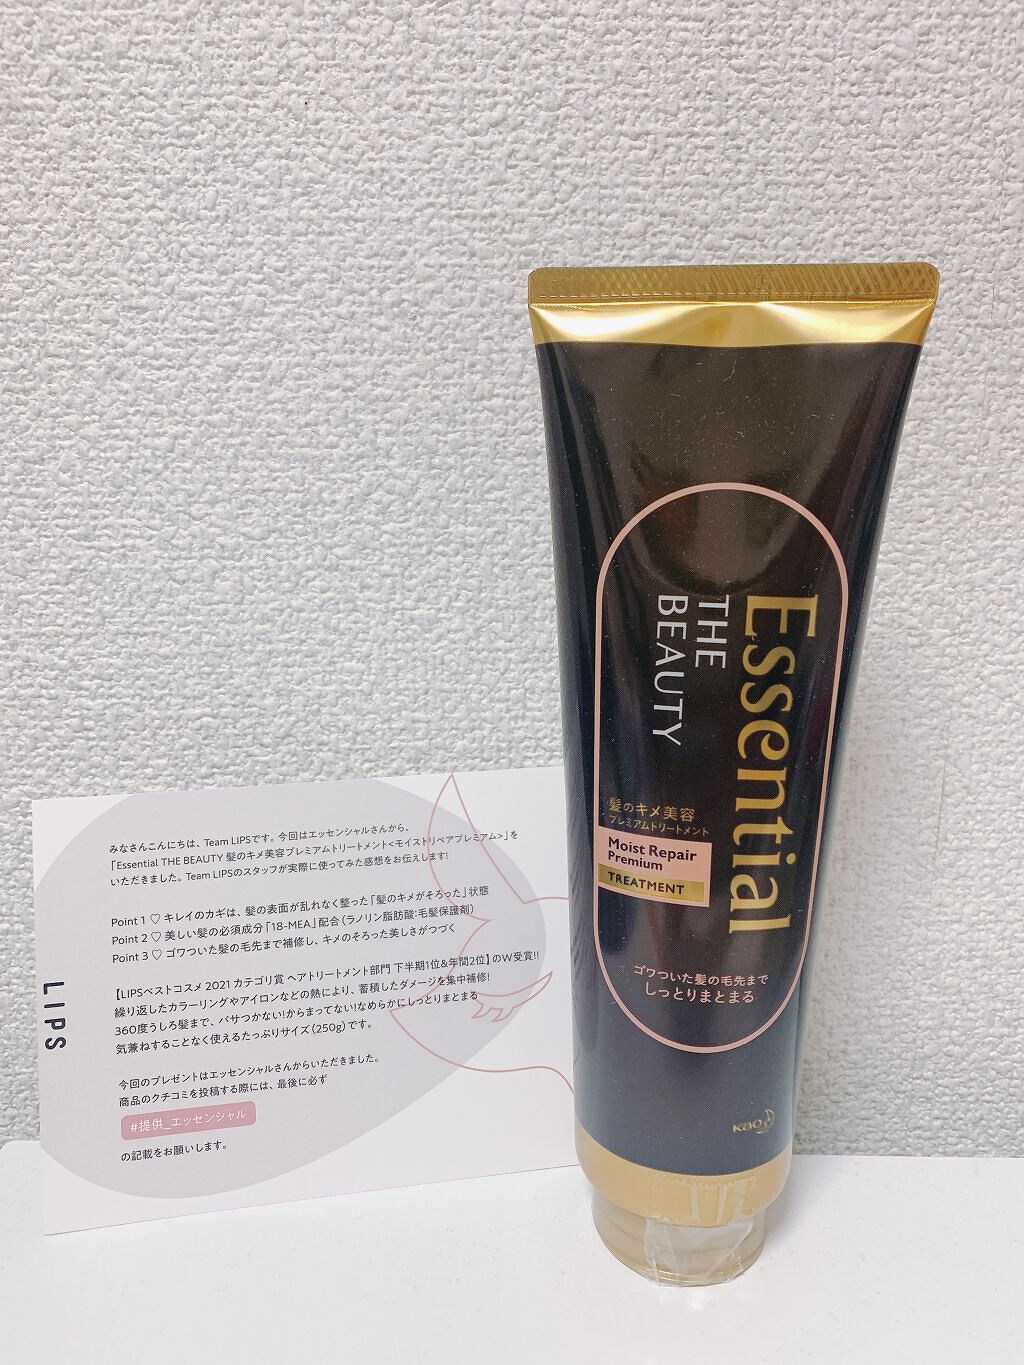 みなさんこんにちは、Team LIPSです。今回はエッセンシャルさんから、
「Essential THE BEAUTY 髪のキメ美容プレミアムトリートメント<モイストリペアプレミアム>」を
いただきました。Team LIPSのスタッフが実際に使ってみた感想をお伝えします!
Point 1 ♡ キレイのカギは、髪の表面が乱れなく整った「髪のキメがそろった」状態
Point 2 ♡ 美しい髪の必須成分「18-MEA」配合(ラノリン脂肪酸:毛髪保護剤)
Point 3 ♡ ゴワついた髪の毛先まで補修し、キメのそろった美しさがつづく
【LIPSベストコスメ 2021 カテゴリ賞 ヘアトリートメント部門 下半期1位&年間2位】のW受賞!!
繰り返したカラーリングやアイロンなどの熱により、蓄積したダメージを集中補修!
360度うしろ髪まで、パサつかない!からまってない!なめらかにしっとりまとまる
気兼ねすることなく使えるたっぷりサイズ(250g)です。
今回のプレゼントはエッセンシャルさんからいただきました。
商品のクチコミを投稿する際には、最後に必ず
#提供_エッセンシャル
の記載をお願いします。
LIPS
Essential
THE
BEAUTY
髪のキメ美容
プレミアムトリートメント
Moist Repair
Premium
TREATMENT
ゴワついた髪の毛先まで
しっとりまとまる
Kao